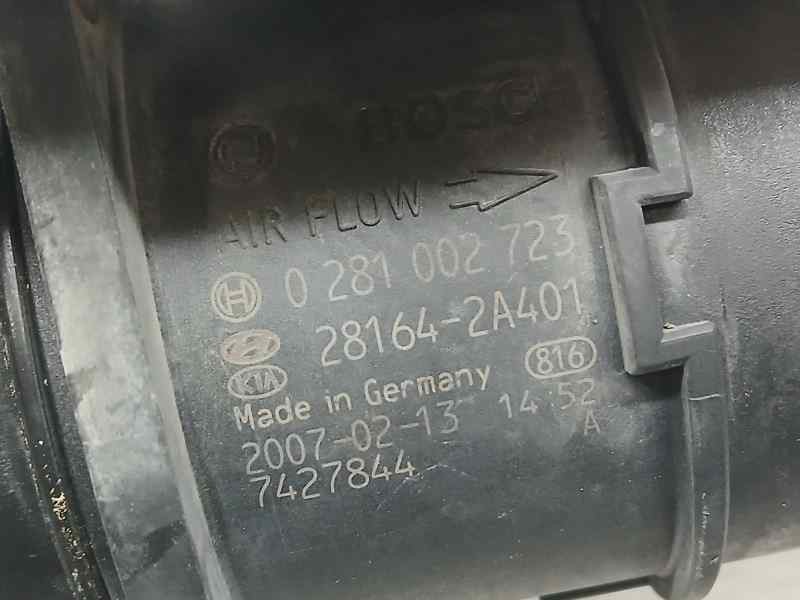 BOSCH
AIR FLOW
0 281 002 723
28164-2A401
KIA
Made in Germany 816
2007-02-13 14:52
A
7427844